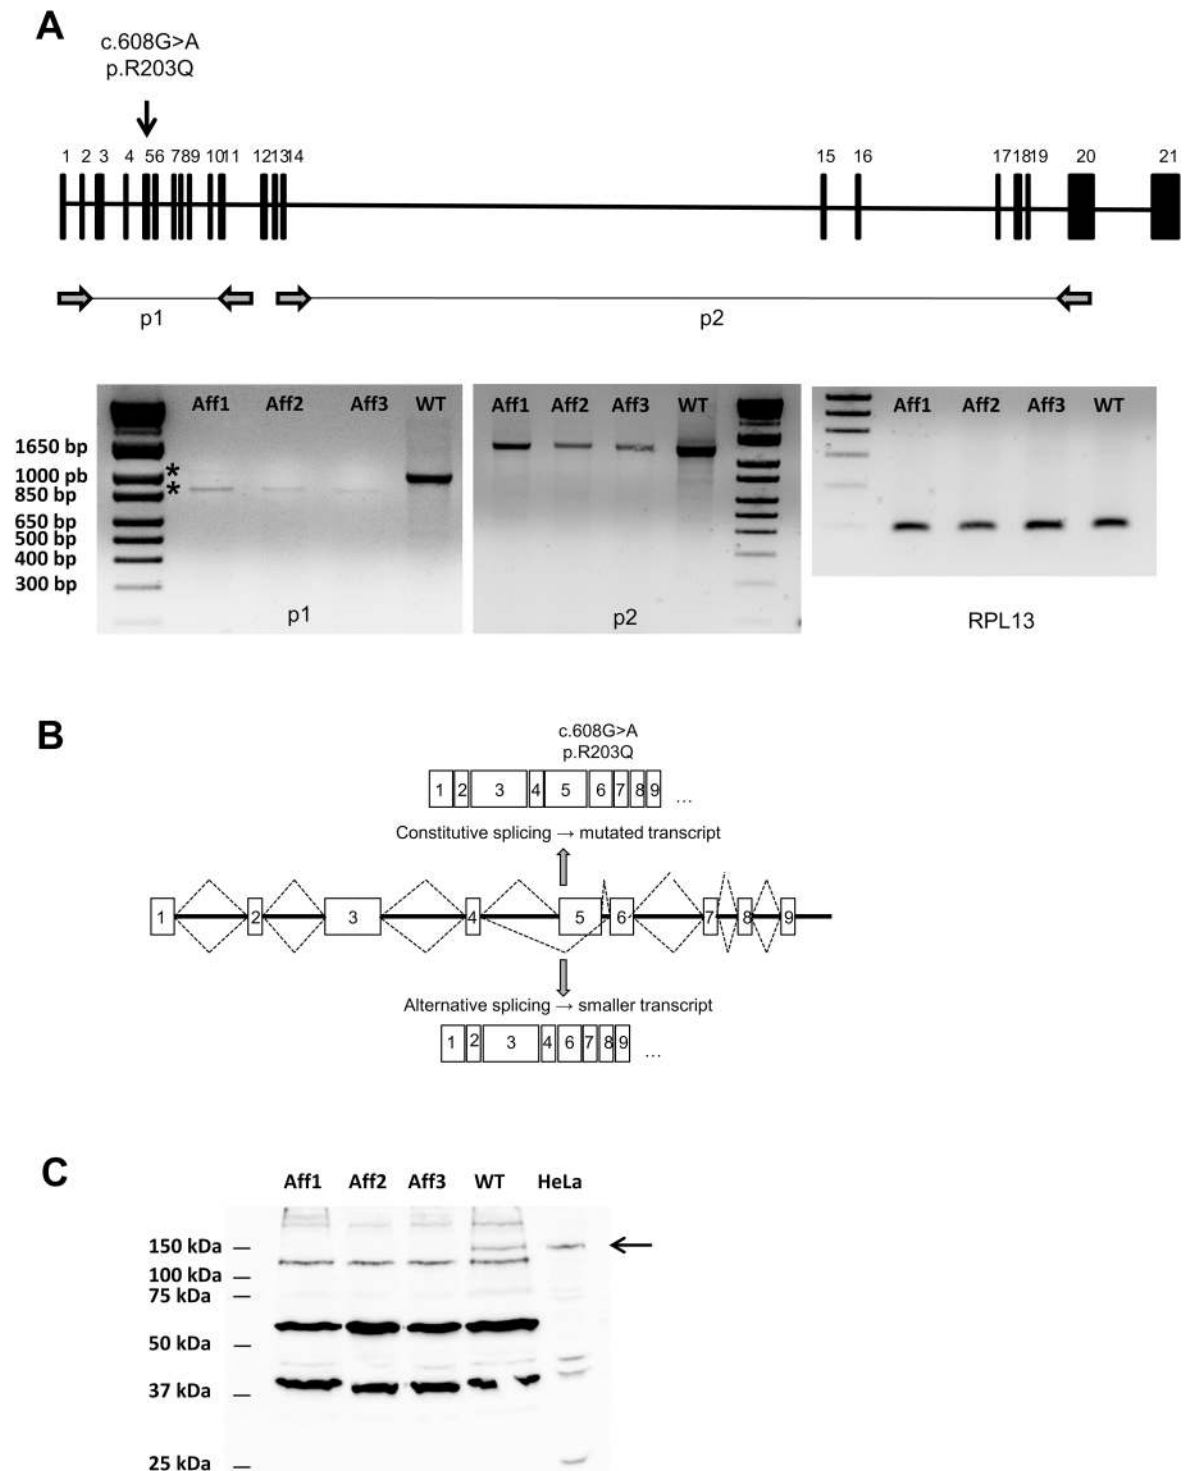 A
c.608G>A
p.R203Q
1 2 3 4 5 6 7 8 9 10 11 12 13 14 15 16 17 18 19 20 21
p1 p2
Aff1 Aff2 Aff3 WT
Aff1 Aff2 Aff3 WT
Aff1 Aff2 Aff3 WT
1650 bp
1000 pb *
850 bp *
650 bp
500 bp
400 bp
300 bp
p1 p2 RPL13
B
c.608G>A
p.R203Q
1 2 3 4 5 6 7 8 9 ...
Constitutive splicing → mutated transcript
1 2 3 4 5 6 7 8 9
Alternative splicing → smaller transcript
1 2 3 4 6 7 8 9 ...
C
Aff1 Aff2 Aff3 WT HeLa
150 kDa
100 kDa
75 kDa
50 kDa
37 kDa
25 kDa